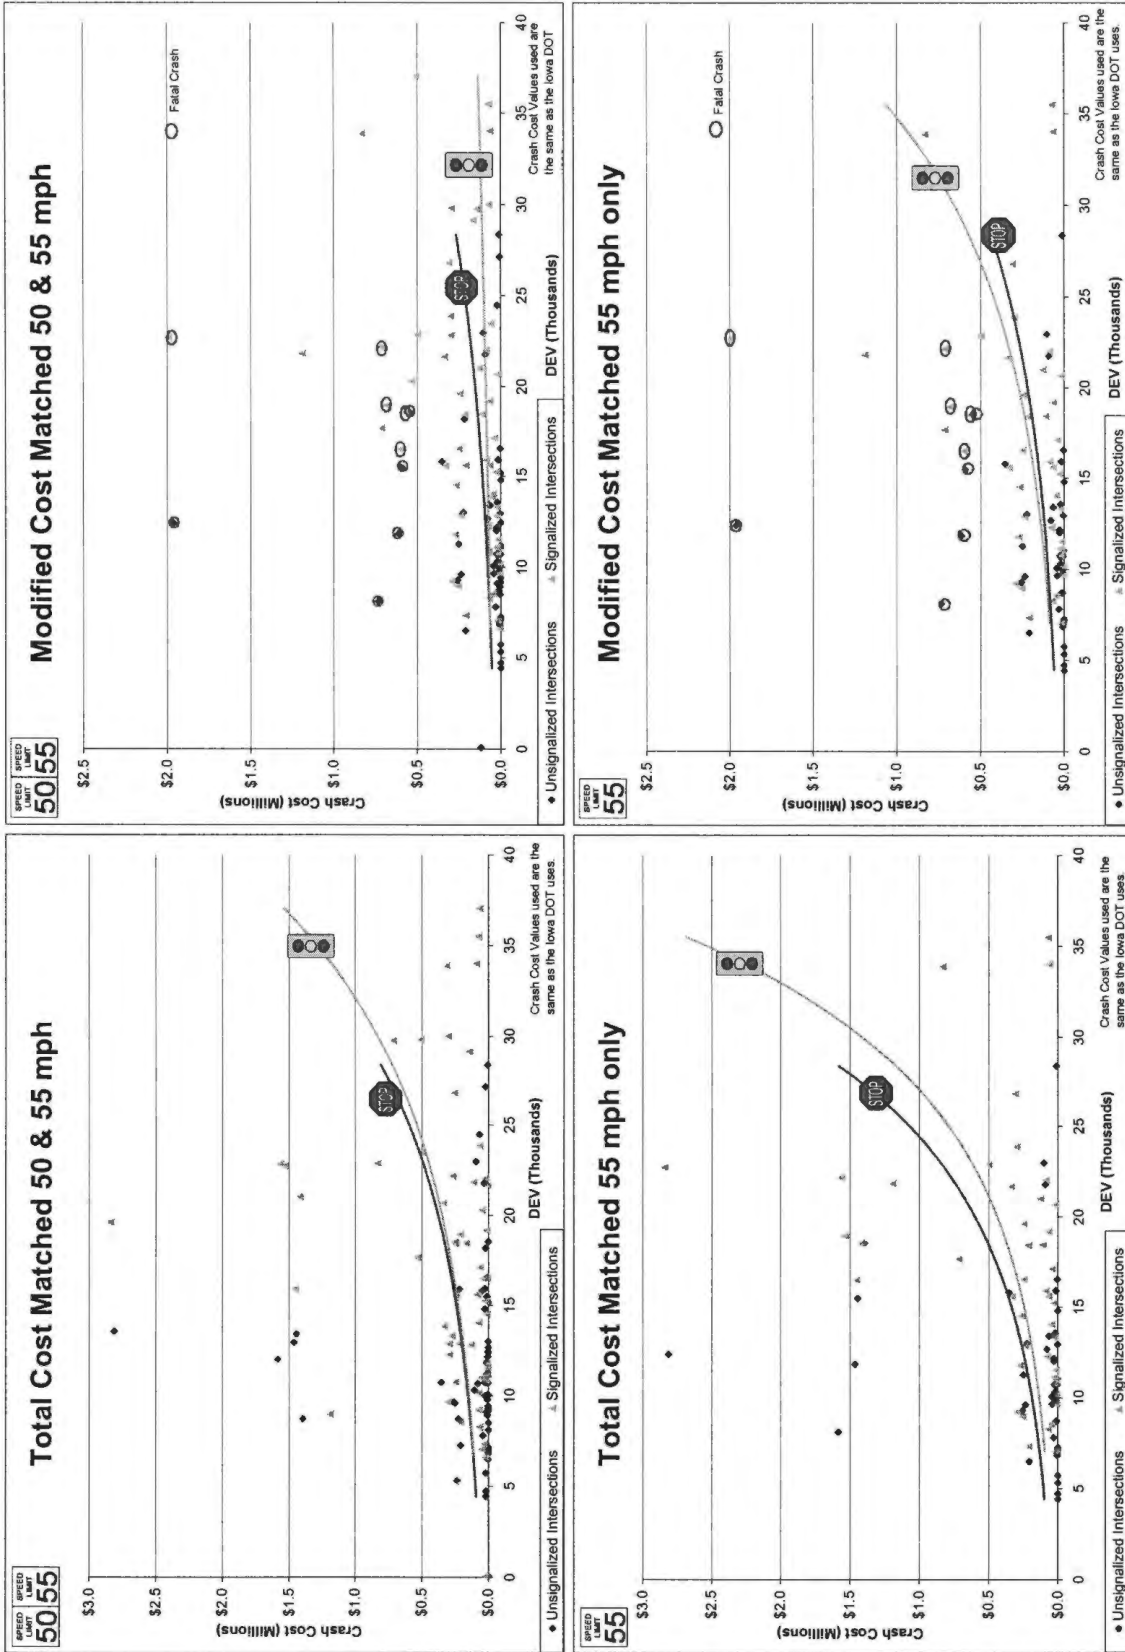 SPEED LIMIT 50
SPEED LIMIT 55
Total Cost Matched 50 & 55 mph
$3.0
$2.5
$2.0
$1.5
$1.0
$0.5
$0.0
Crash Cost (Millions)
STOP
0 5 10 15 20 25 30 35 40
DEV (Thousands)
Unsignalized Intersections
Signalized Intersections
Crash Cost Values used are the
same as the Iowa DOT uses.
SPEED LIMIT 50
SPEED LIMIT 55
Modified Cost Matched 50 & 55 mph
$2.5
$2.0
$1.5
$1.0
$0.5
$0.0
Crash Cost (Millions)
Fatal Crash
STOP
0 5 10 15 20 25 30 35 40
DEV (Thousands)
Unsignalized Intersections
Signalized Intersections
Crash Cost Values used are
the same as the Iowa DOT
SPEED LIMIT 55
Total Cost Matched 55 mph only
$3.0
$2.5
$2.0
$1.5
$1.0
$0.5
$0.0
Crash Cost (Millions)
STOP
0 5 10 15 20 25 30 35 40
DEV (Thousands)
Unsignalized Intersections
Signalized Intersections
Crash Cost Values used are the
same as the Iowa DOT uses.
SPEED LIMIT 55
Modified Cost Matched 55 mph only
$2.5
$2.0
$1.5
$1.0
$0.5
$0.0
Crash Cost (Millions)
Fatal Crash
STOP
0 5 10 15 20 25 30 35 40
DEV (Thousands)
Unsignalized Intersections
Signalized Intersections
Crash Cost Values used are the
same as the Iowa DOT uses.